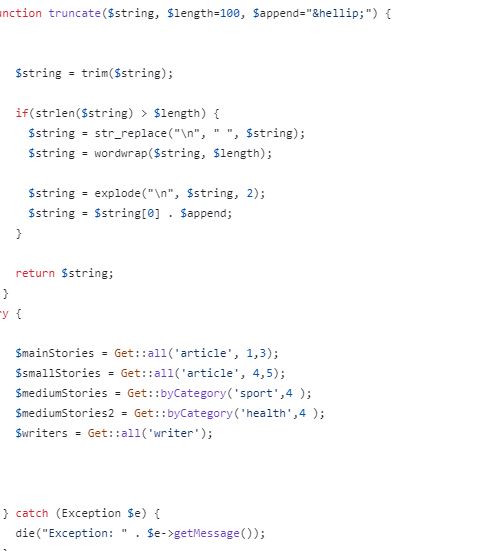 unction truncate($string, $length=100, $append="&hellip;") {
$string = trim($string);
if(strlen($string) > $length) {
$string = str_replace("\n", " ", $string);
$string = wordwrap($string, $length);
$string = explode("\n", $string, 2);
$string = $string[0] . $append;
}
return $string;
}
y {
$mainStories = Get::all('article', 1,3);
$smallStories = Get::all('article', 4,5);
$mediumStories = Get::byCategory('sport',4 );
$mediumStories2 = Get::byCategory('health',4 );
$writers = Get::all('writer');
} catch (Exception $e) {
die("Exception: " . $e->getMessage());
}